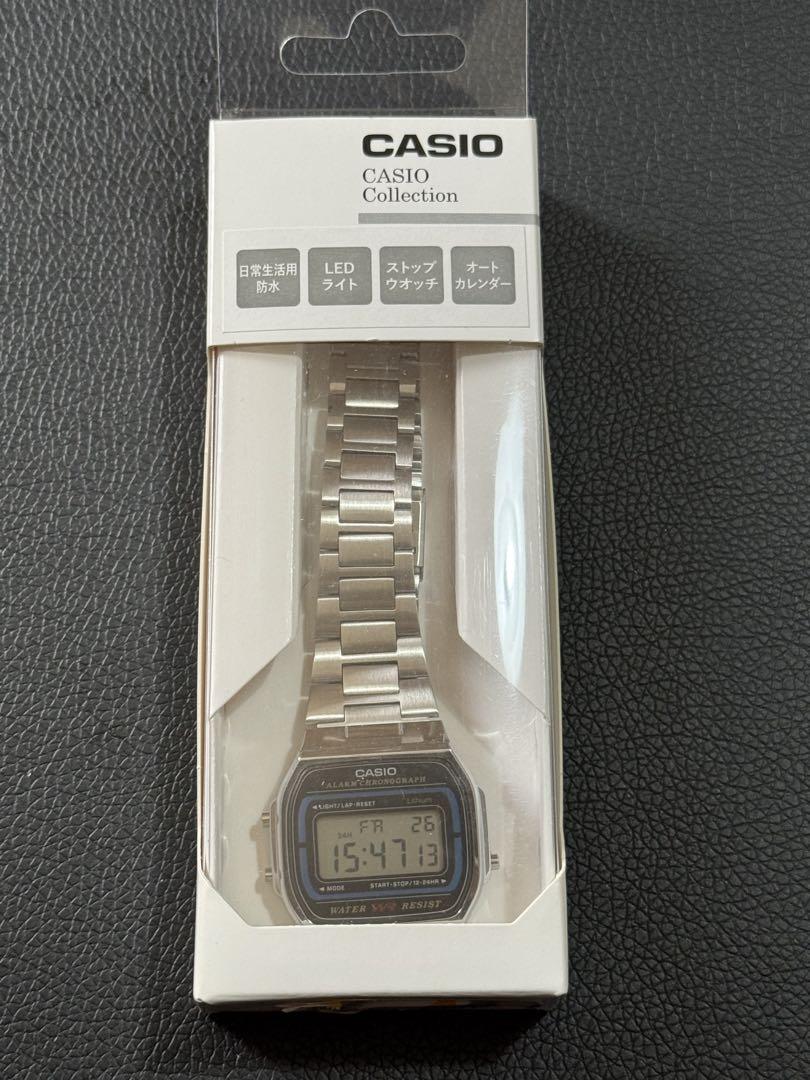 CASIO
CASIO
Collection
日常生活用
防水
LED
ライト
ストップ
ウオッチ
オート
カレンダー
CASIO
ALARM CHRONOGRAPH
◄LIGHT/LAP•RESET Lithium
24H FR 26
15:47 13
◄MODE START•STOP/12•24HR►
WATER WR RESIST